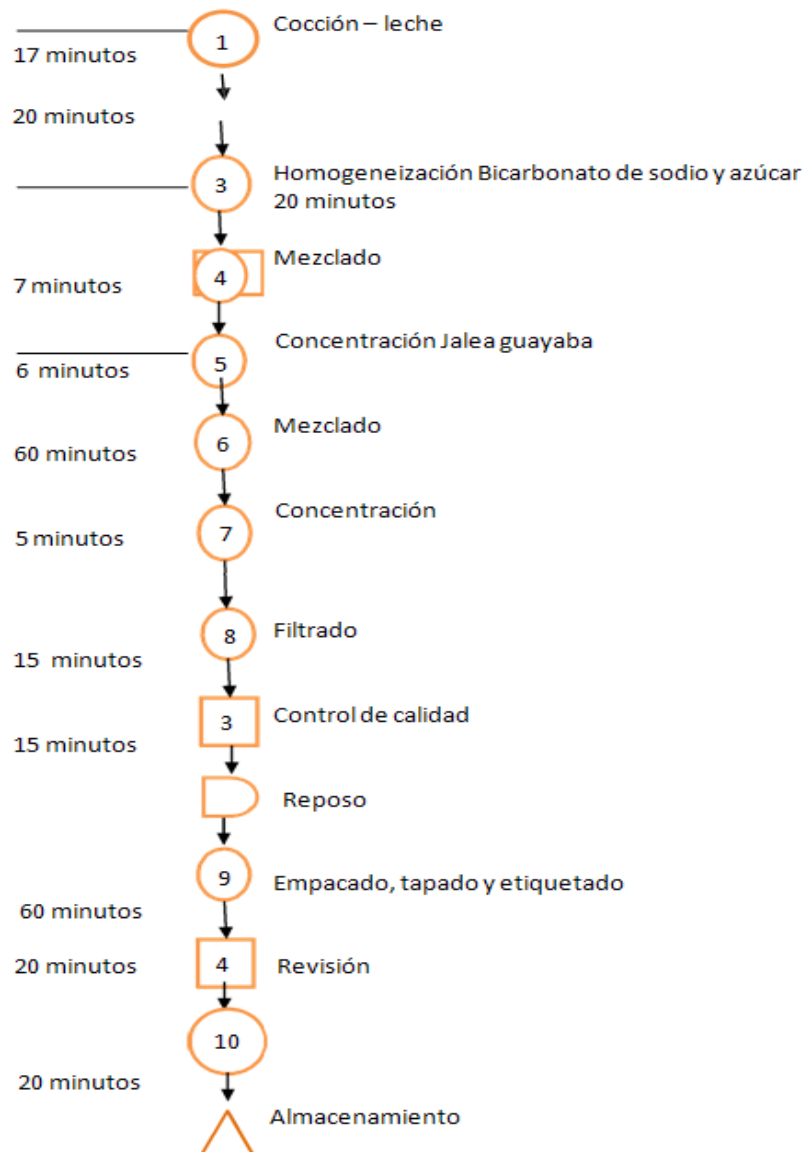 Cocción – leche
1
17 minutos
20 minutos
3
Homogeneización Bicarbonato de sodio y azúcar
20 minutos
Mezclado
4
7 minutos
Concentración Jalea guayaba
5
6 minutos
Mezclado
6
60 minutos
Concentración
7
5 minutos
8
Filtrado
15 minutos
3
Control de calidad
15 minutos
Reposo
9
Empacado, tapado y etiquetado
60 minutos
20 minutos
4
Revisión
10
20 minutos
Almacenamiento